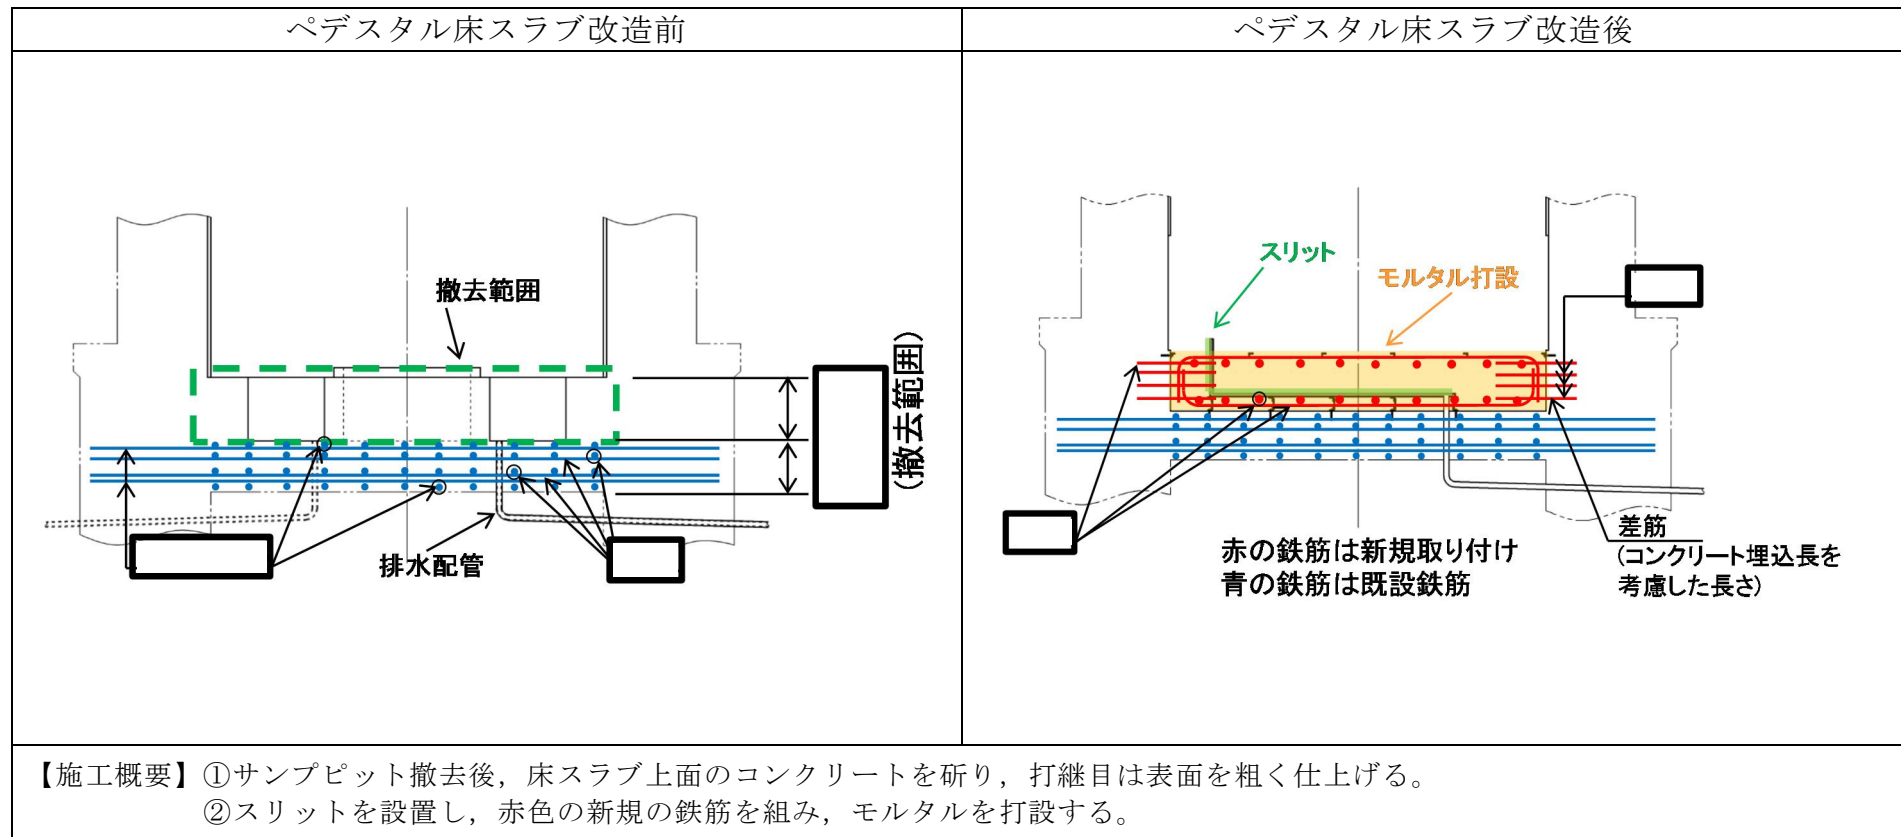 ペデスタル床スラブ改造前
ペデスタル床スラブ改造後
撤去範囲
(撤去範囲)
排水配管
スリット
モルタル打設
赤の鉄筋は新規取り付け
青の鉄筋は既設鉄筋
差筋
(コンクリート埋込長を
考慮した長さ)
【施工概要】①サンプピット撤去後，床スラブ上面のコンクリートを斫り，打継目は表面を粗く仕上げる。
②スリットを設置し，赤色の新規の鉄筋を組み，モルタルを打設する。